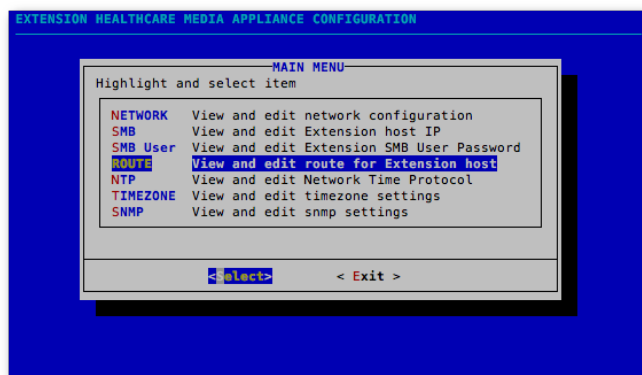 EXTENSION HEALTHCARE MEDIA APPLIANCE CONFIGURATION
MAIN MENU
Highlight and select item
NETWORK View and edit network configuration
SMB View and edit Extension host IP
SMB User View and edit Extension SMB User Password
ROUTE View and edit route for Extension host
NTP View and edit Network Time Protocol
TIMEZONE View and edit timezone settings
SNMP View and edit snmp settings
<Select> < Exit >